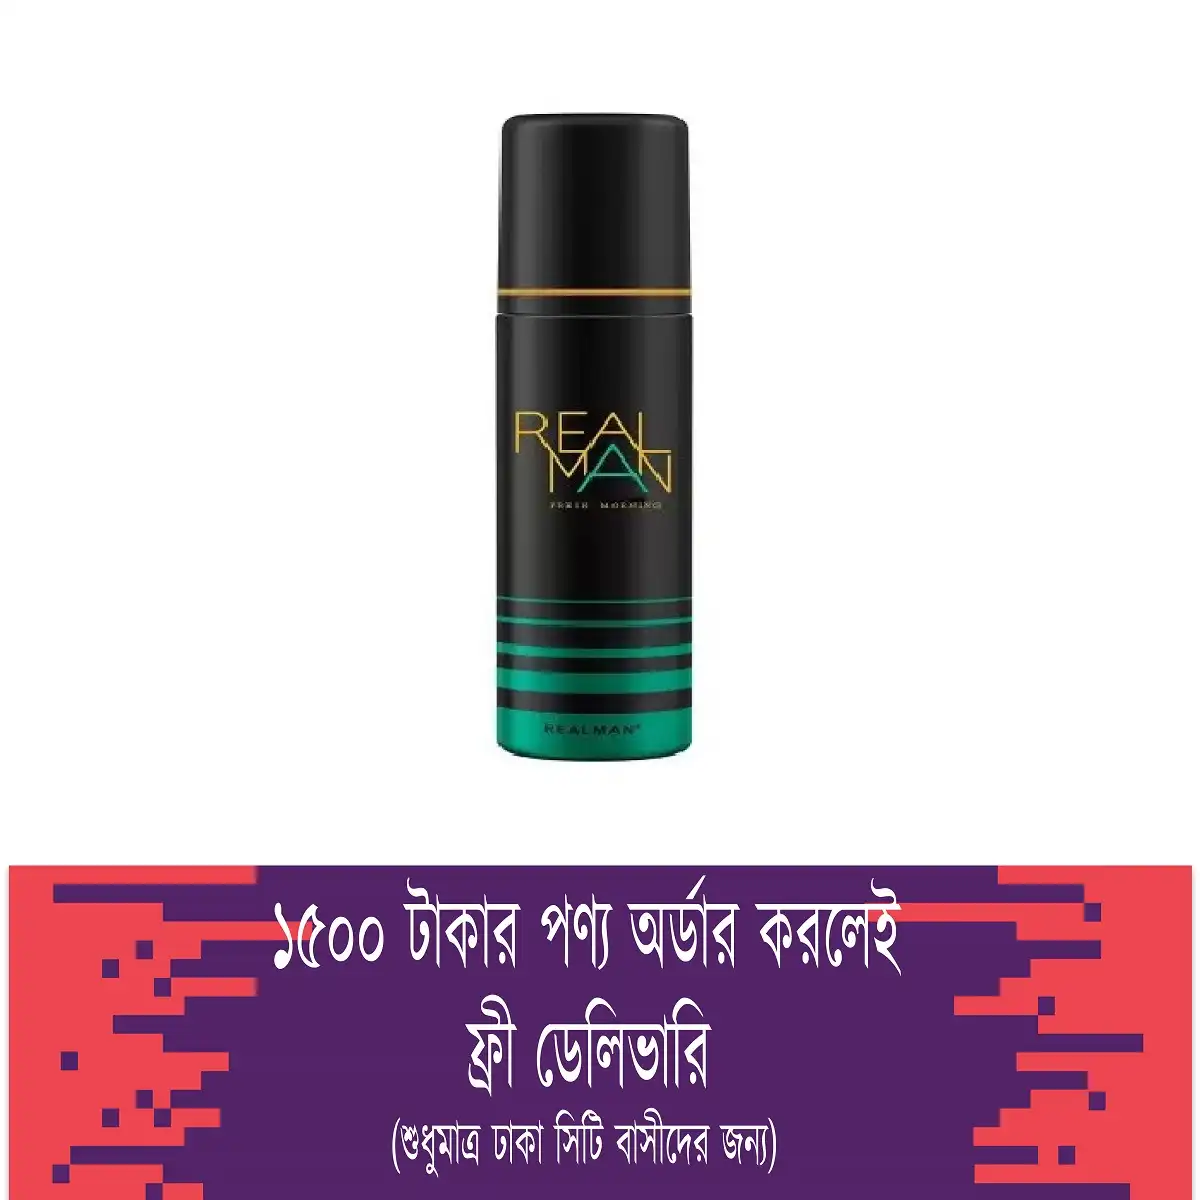 REAL
MAN
FRESH MORNING
REALMAN®
১৫০০ টাকার পণ্য অর্ডার করলেই
ফ্রী ডেলিভারি
(শুধুমাত্র ঢাকা সিটি বাসীদের জন্য)